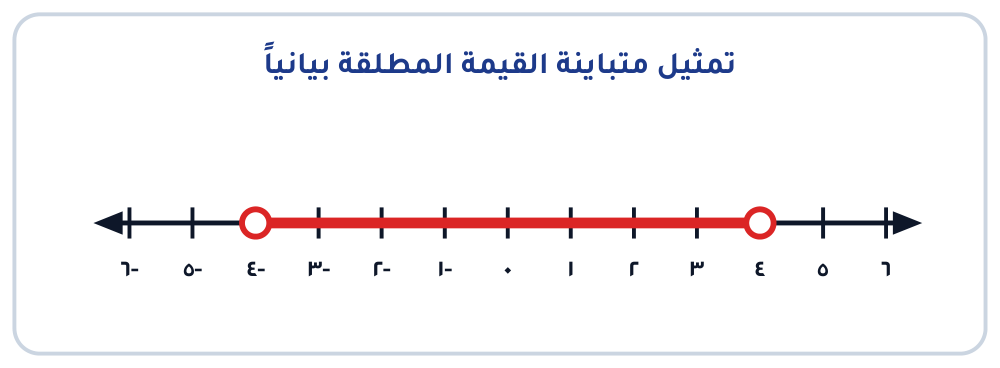 تمثيل متباينة القيمة المطلقة بيانياً
-٦ -٥ -٤ -٣ -٢ -١ ٠ ١ ٢ ٣ ٤ ٥ ٦